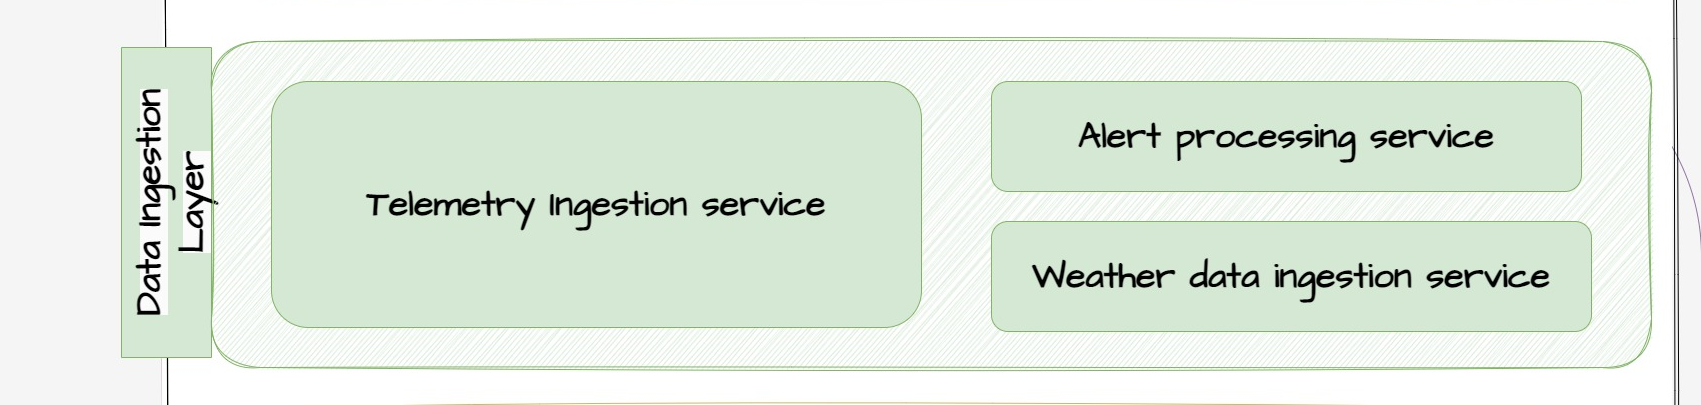 Data Ingestion
Layer
Telemetry Ingestion service
Alert processing service
Weather data ingestion service